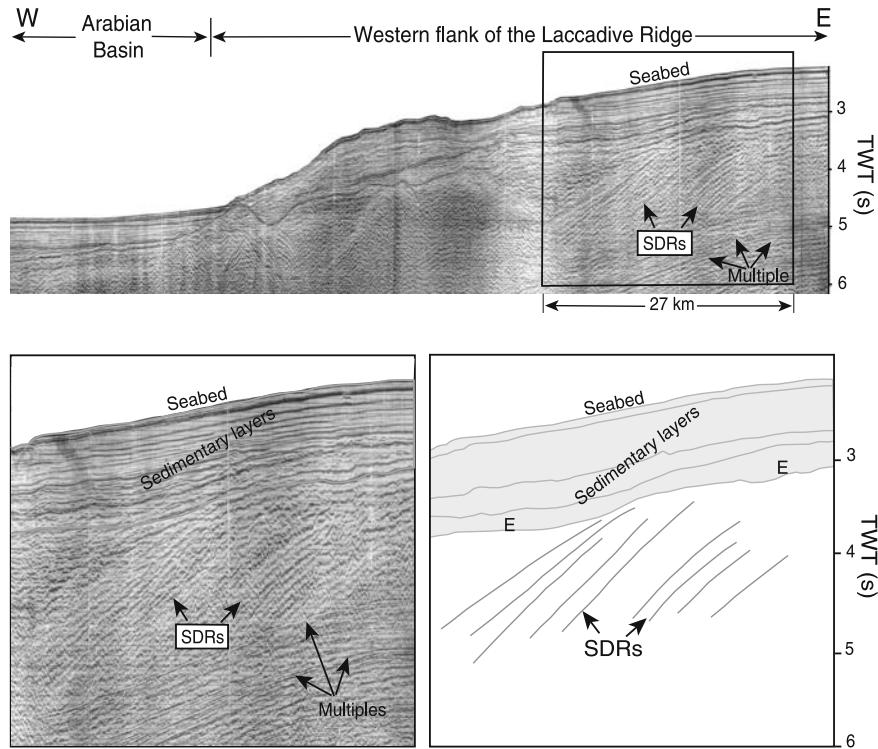 W
E
Arabian
Basin
Western flank of the Laccadive Ridge
Seabed
3
4
5
6
TWT (s)
SDRs
Multiple
27 km
Seabed
Sedimentary layers
SDRs
Multiples
Seabed
Sedimentary layers
E
E
SDRs
3
4
5
6
TWT (s)